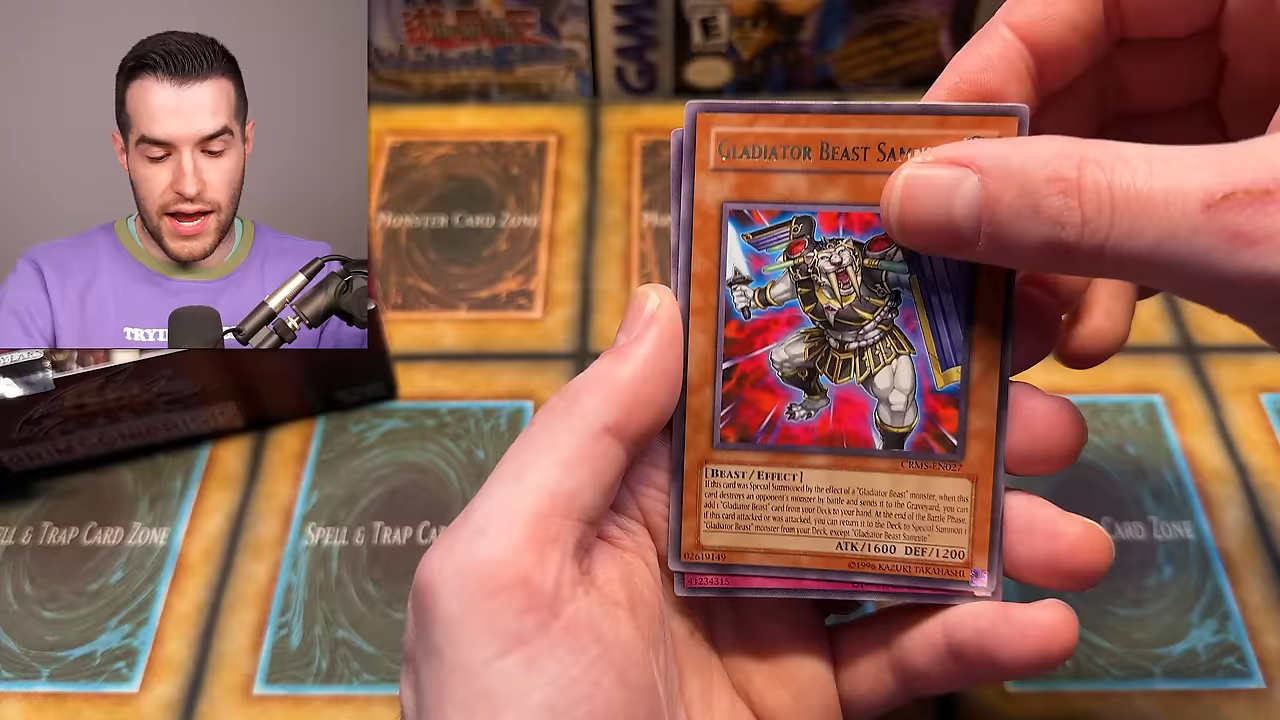 GAM
E
MONSTER CARD ZONE
GLADIATOR BEAST
CRMS-EN027
[BEAST / EFFECT]
If this card was Special Summoned by the effect of a "Gladiator Beast" monster, when this
card destroys an opponent's monster by battle and sends it to the Graveyard, you can
add 1 "Gladiator Beast" card from your Deck to your hand. At the end of the Battle Phase,
if this card attacked or was attacked, you can return it to the Deck to Special Summon 1
"Gladiator Beast" monster from your Deck, except "Gladiator Beast Samnite"
ATK/1600 DEF/1200
02619149
©1996 KAZUKI TAKAHASHI
41234315
TRYI
SPELL & TRAP CAR
LL & TRAP CARD ZONE
CARD ZONE